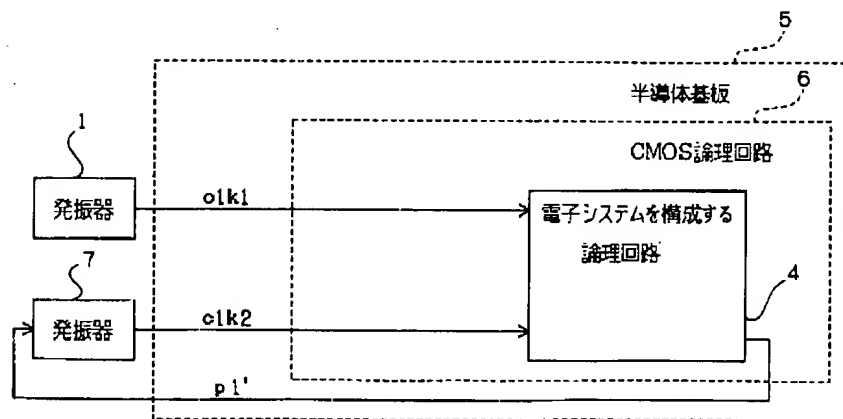 5
半導体基板
6
CMOS論理回路
1
発振器
clk1
電子システムを構成する
論理回路
7
発振器
clk2
4
p1'